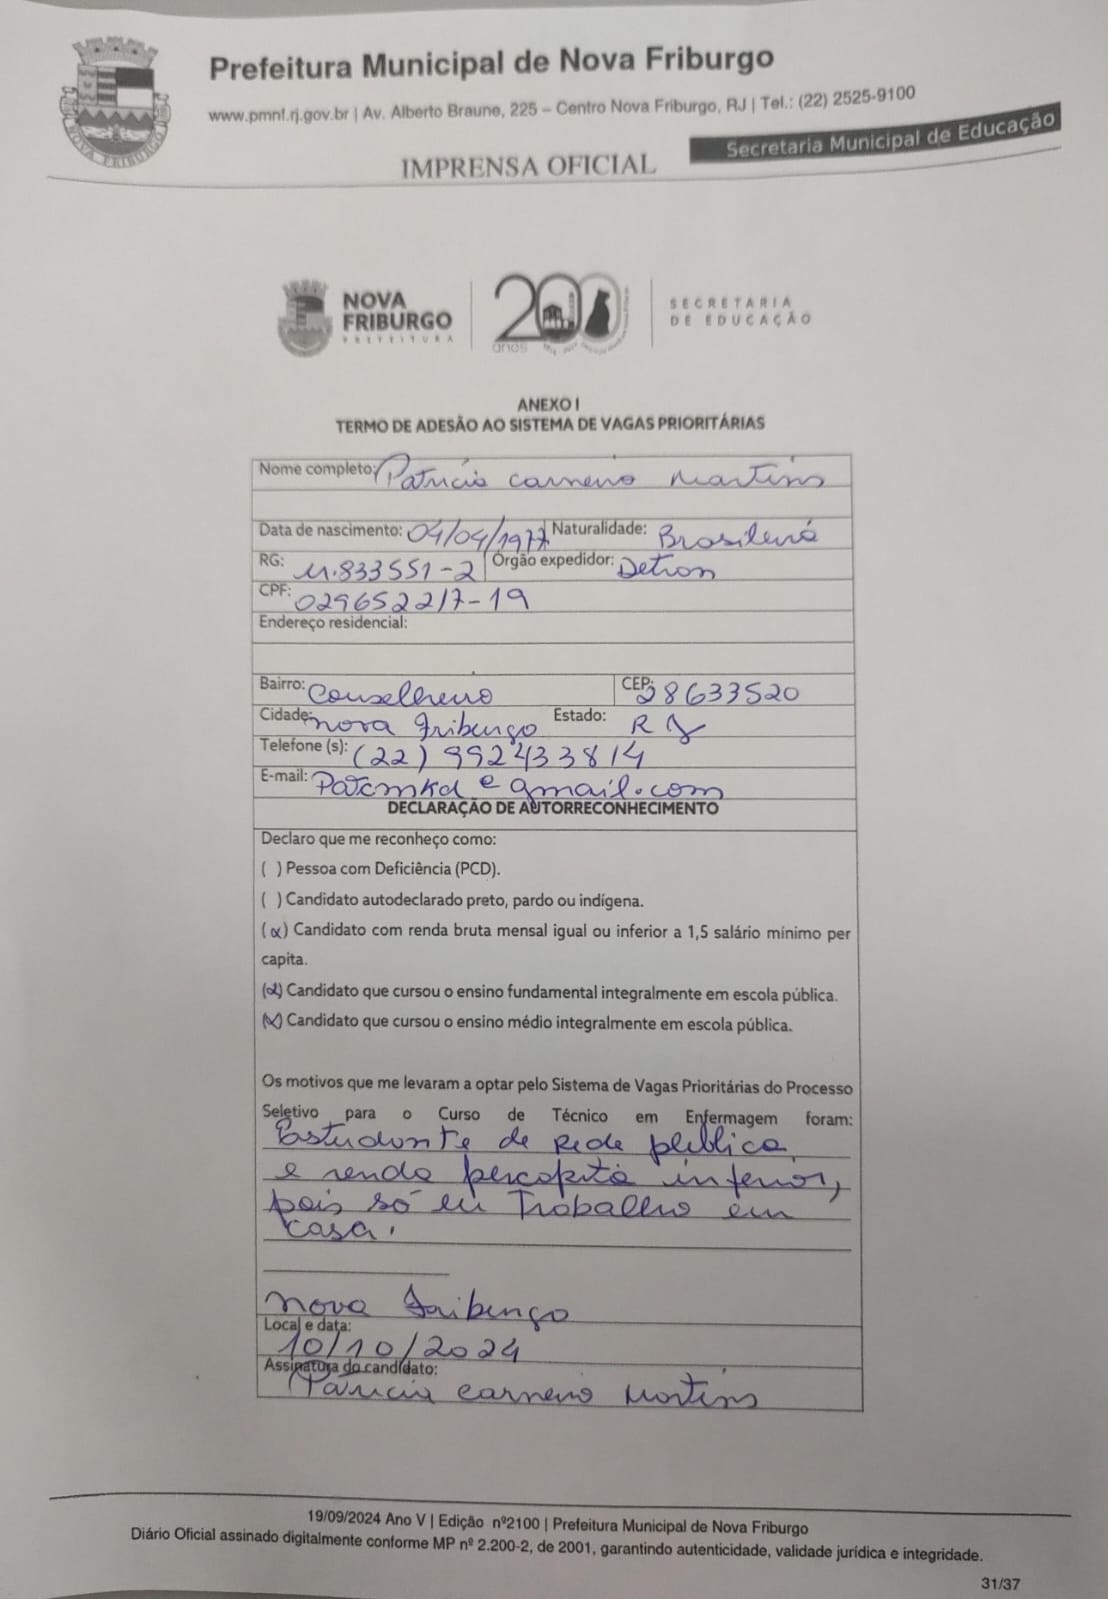 Prefeitura Municipal de Nova Friburgo
www.pmnf.rj.gov.br | Av. Alberto Braune, 225 – Centro Nova Friburgo, RJ | Tel.: (22) 2525-9100
Secretaria Municipal de Educação
IMPRENSA OFICIAL
NOVA FRIBURGO
PREFEITURA
200 anos
SECRETARIA DE EDUCAÇÃO
ANEXO I
TERMO DE ADESÃO AO SISTEMA DE VAGAS PRIORITÁRIAS
Nome completo: Patricia Carneiro Martins
Data de nascimento: 04/04/1977 Naturalidade: Brasileira
RG: 11.833551-2 Órgão expedidor: Detran
CPF: 029652217-19
Endereço residencial:
Bairro: Conselheiro CEP: 28633520
Cidade: Nova Friburgo Estado: RJ
Telefone (s): (22) 992433814
E-mail: Patcmkd@gmail.com
DECLARAÇÃO DE AUTORRECONHECIMENTO
Declaro que me reconheço como:
( ) Pessoa com Deficiência (PCD).
( ) Candidato autodeclarado preto, pardo ou indígena.
(x) Candidato com renda bruta mensal igual ou inferior a 1,5 salário mínimo per
capita.
(x) Candidato que cursou o ensino fundamental integralmente em escola pública.
(x) Candidato que cursou o ensino médio integralmente em escola pública.
Os motivos que me levaram a optar pelo Sistema de Vagas Prioritárias do Processo
Seletivo para o Curso de Técnico em Enfermagem foram:
Estudante de rede pública
e renda percapita inferior,
pois só eu Trabalho em
casa.
Nova Friburgo
Local e data:
10/10/2024
Assinatura do candidato:
Patricia Carneiro Martins
19/09/2024 Ano V | Edição nº2100 | Prefeitura Municipal de Nova Friburgo
Diário Oficial assinado digitalmente conforme MP nº 2.200-2, de 2001, garantindo autenticidade, validade jurídica e integridade.
31/37